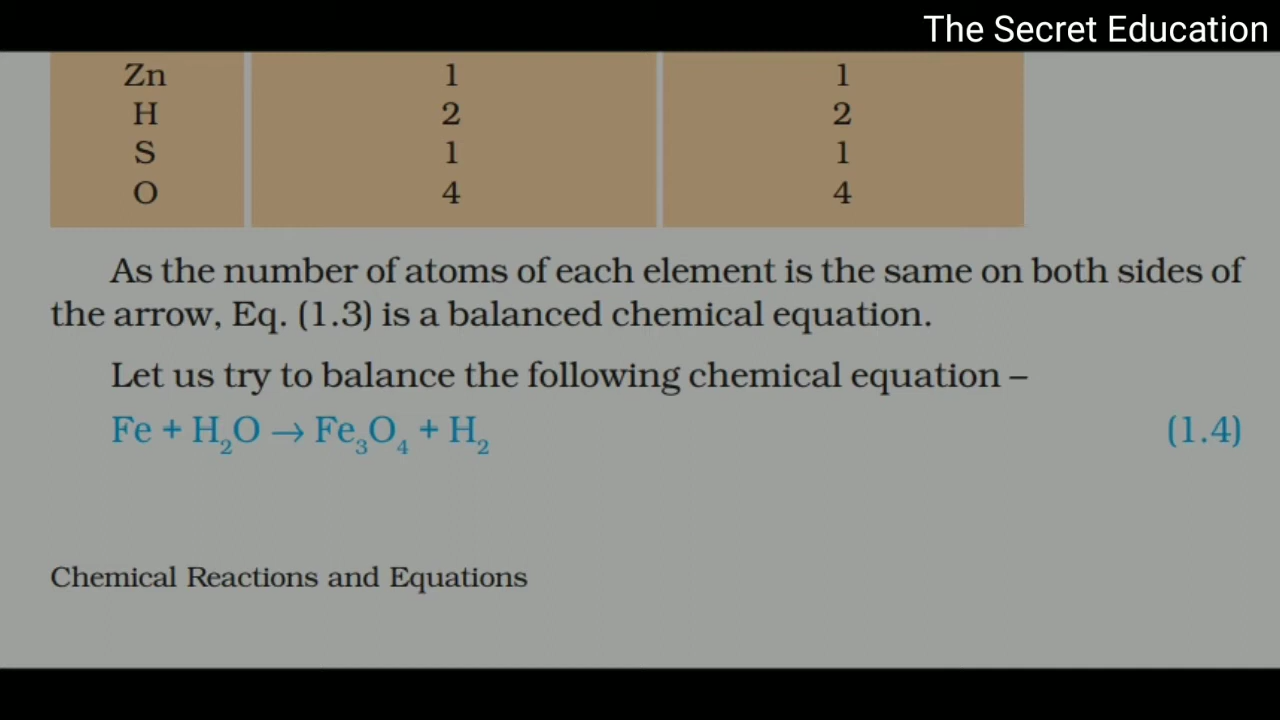 The Secret Education
Zn 1 1
H 2 2
S 1 1
O 4 4
As the number of atoms of each element is the same on both sides of
the arrow, Eq. (1.3) is a balanced chemical equation.
Let us try to balance the following chemical equation –
Fe + H₂O → Fe₃O₄ + H₂ (1.4)
Chemical Reactions and Equations